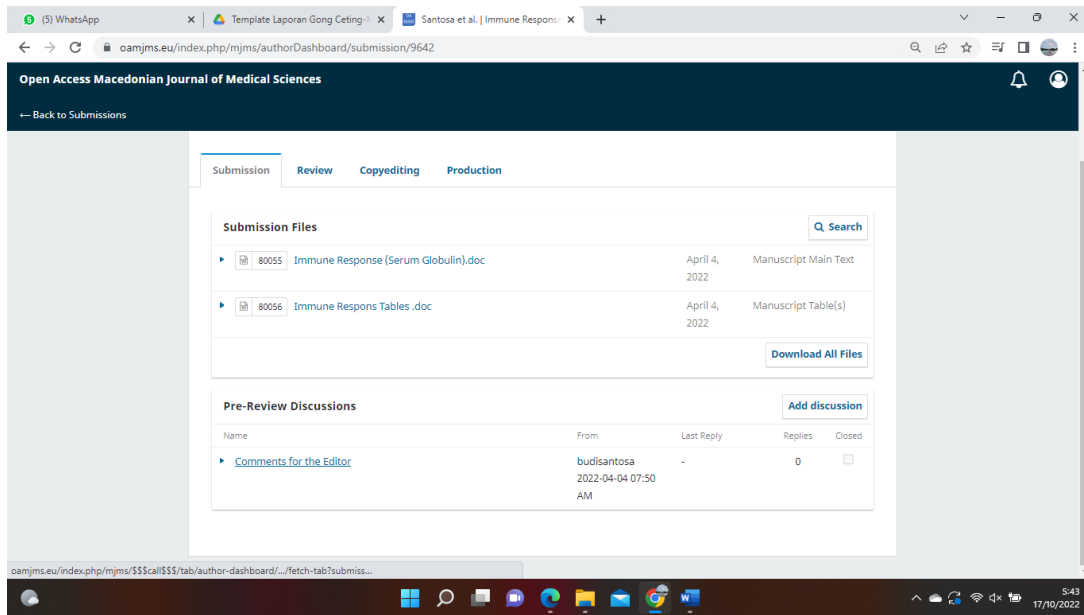 (5) WhatsApp
Template Laporan Gong Ceting-
Santosa et al. | Immune Respons
oamjms.eu/index.php/mjms/authorDashboard/submission/9642
Open Access Macedonian Journal of Medical Sciences
← Back to Submissions
Submission Review Copyediting Production
Submission Files
Search
80055 Immune Response (Serum Globulin).doc April 4, Manuscript Main Text
2022
80056 Immune Respons Tables .doc April 4, Manuscript Table(s)
2022
Download All Files
Pre-Review Discussions
Add discussion
Name From Last Reply Replies Closed
Comments for the Editor budisantosa - 0
2022-04-04 07:50
AM
oamjms.eu/index.php/mjms/$$$call$$$/tab/author-dashboard/.../fetch-tab?submiss...
5:43
17/10/2022